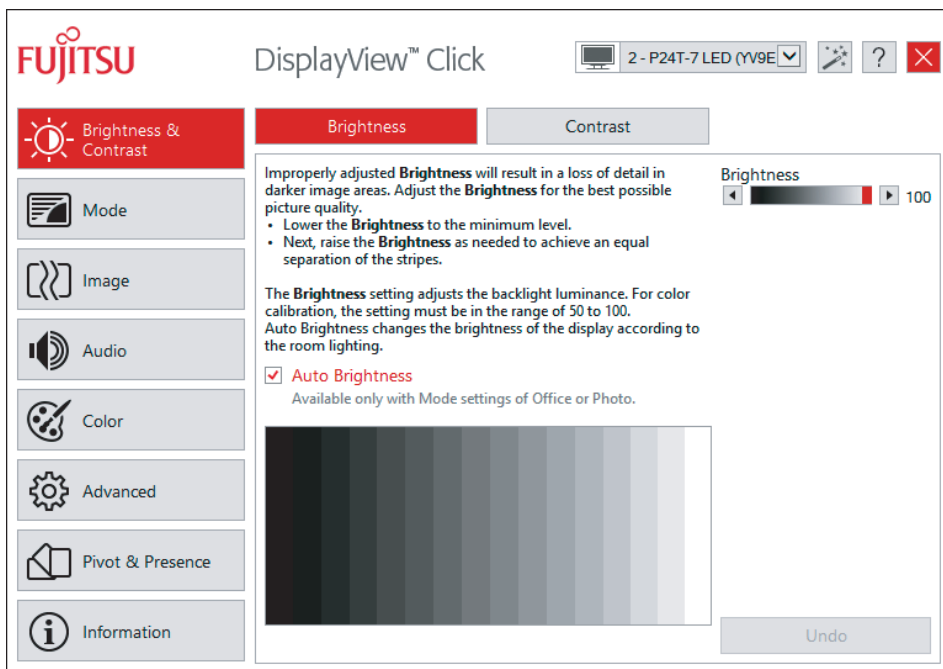 FUJITSU
DisplayView™ Click
2 - P24T-7 LED (YV9E
?
Brightness &
Contrast
Mode
Image
Audio
Color
Advanced
Pivot & Presence
Information
Brightness
Contrast
Improperly adjusted Brightness will result in a loss of detail in
darker image areas. Adjust the Brightness for the best possible
picture quality.
• Lower the Brightness to the minimum level.
• Next, raise the Brightness as needed to achieve an equal
separation of the stripes.
The Brightness setting adjusts the backlight luminance. For color
calibration, the setting must be in the range of 50 to 100.
Auto Brightness changes the brightness of the display according to
the room lighting.
Auto Brightness
Available only with Mode settings of Office or Photo.
Brightness
100
Undo